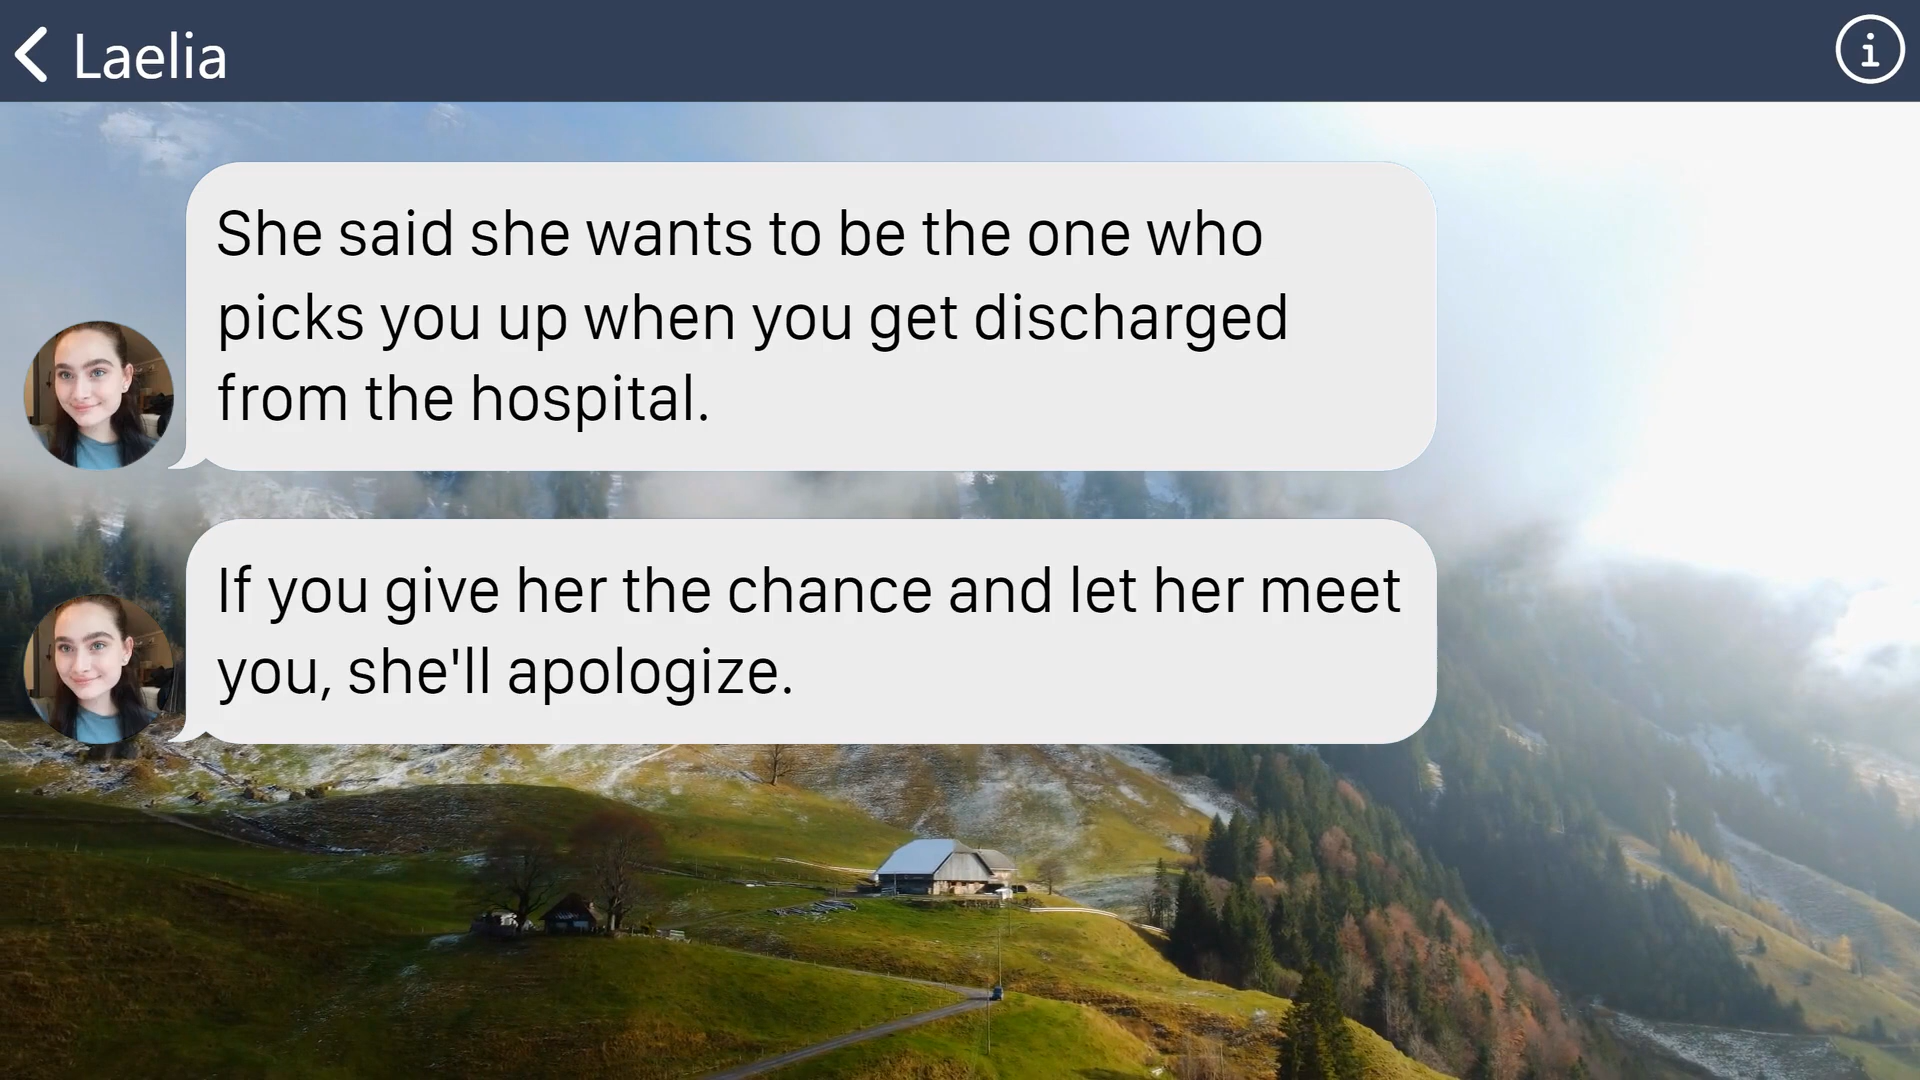 Laelia
She said she wants to be the one who
picks you up when you get discharged
from the hospital.
If you give her the chance and let her meet
you, she'll apologize.